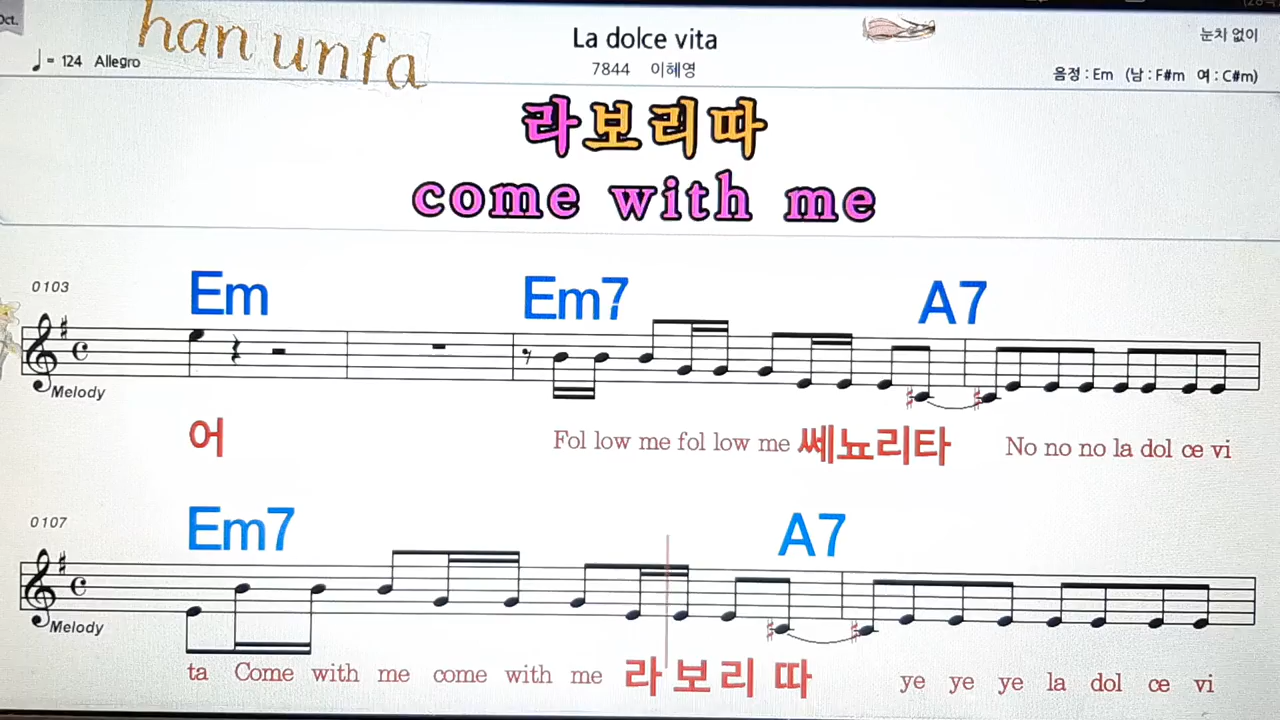 Oct.
han unfa
La dolce vita
눈치 없이
♩= 124 Allegro
7844 이혜영
음정 : Em (남 : F#m 여 : C#m)
라보리따
come with me
0103
Em Em7 A7
Melody
어 Fol low me fol low me 쎄뇨리타 No no no la dol ce vi
0107
Em7 A7
Melody
ta Come with me come with me 라 보 리 따 ye ye ye la dol ce vi